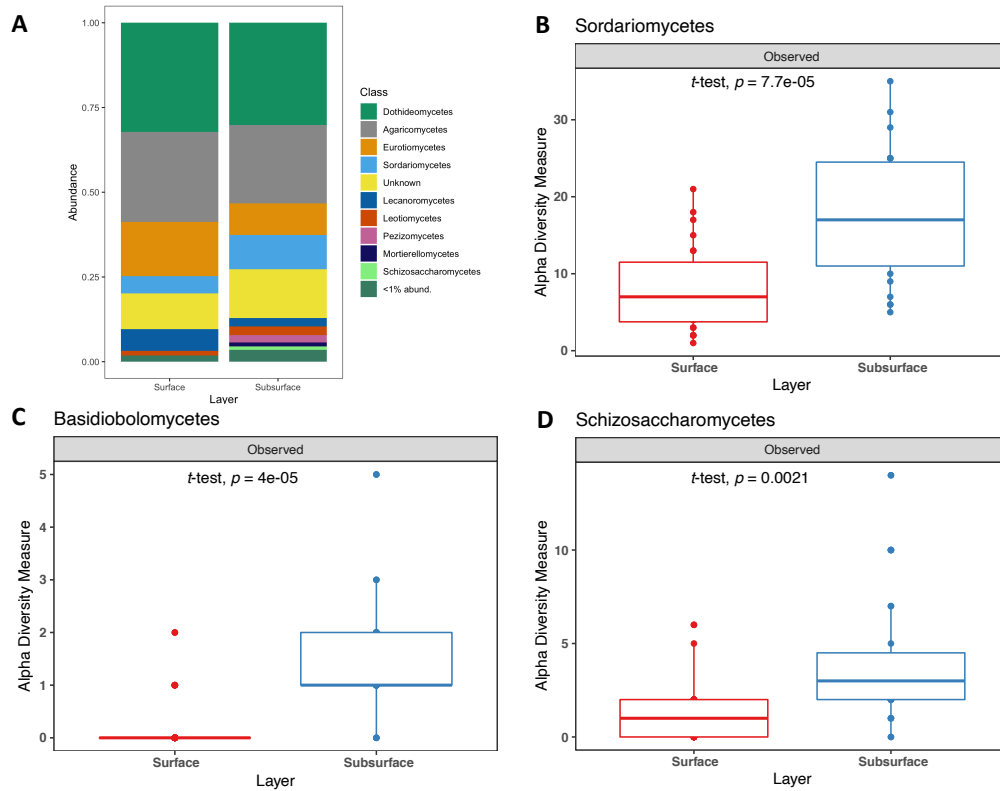 A
1.00
0.75
0.50
0.25
0.00
Abundance
Surface
Subsurface
Layer
Class
Dothideomycetes
Agaricomycetes
Eurotiomycetes
Sordariomycetes
Unknown
Lecanoromycetes
Leotiomycetes
Pezizomycetes
Mortierellomycetes
Schizosaccharomycetes
<1% abund.
B Sordariomycetes
Observed
t-test, p = 7.7e-05
30
20
10
0
Alpha Diversity Measure
Surface
Subsurface
Layer
C Basidiobolomycetes
Observed
t-test, p = 4e-05
5
4
3
2
1
0
Alpha Diversity Measure
Surface
Subsurface
Layer
D Schizosaccharomycetes
Observed
t-test, p = 0.0021
10
5
0
Alpha Diversity Measure
Surface
Subsurface
Layer